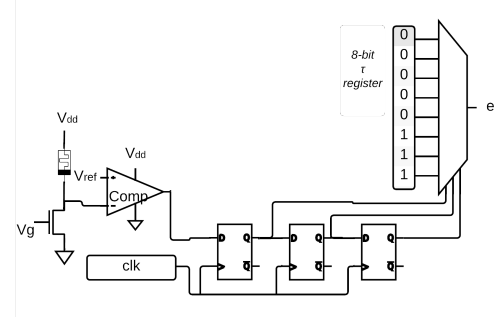 8-bit
τ
register
0
0
0
0
0
1
1
1
e
Vdd
Vref
Vdd
Comp
Vg
clk
D
Q
Q̅
D
Q
Q̅
D
Q
Q̅